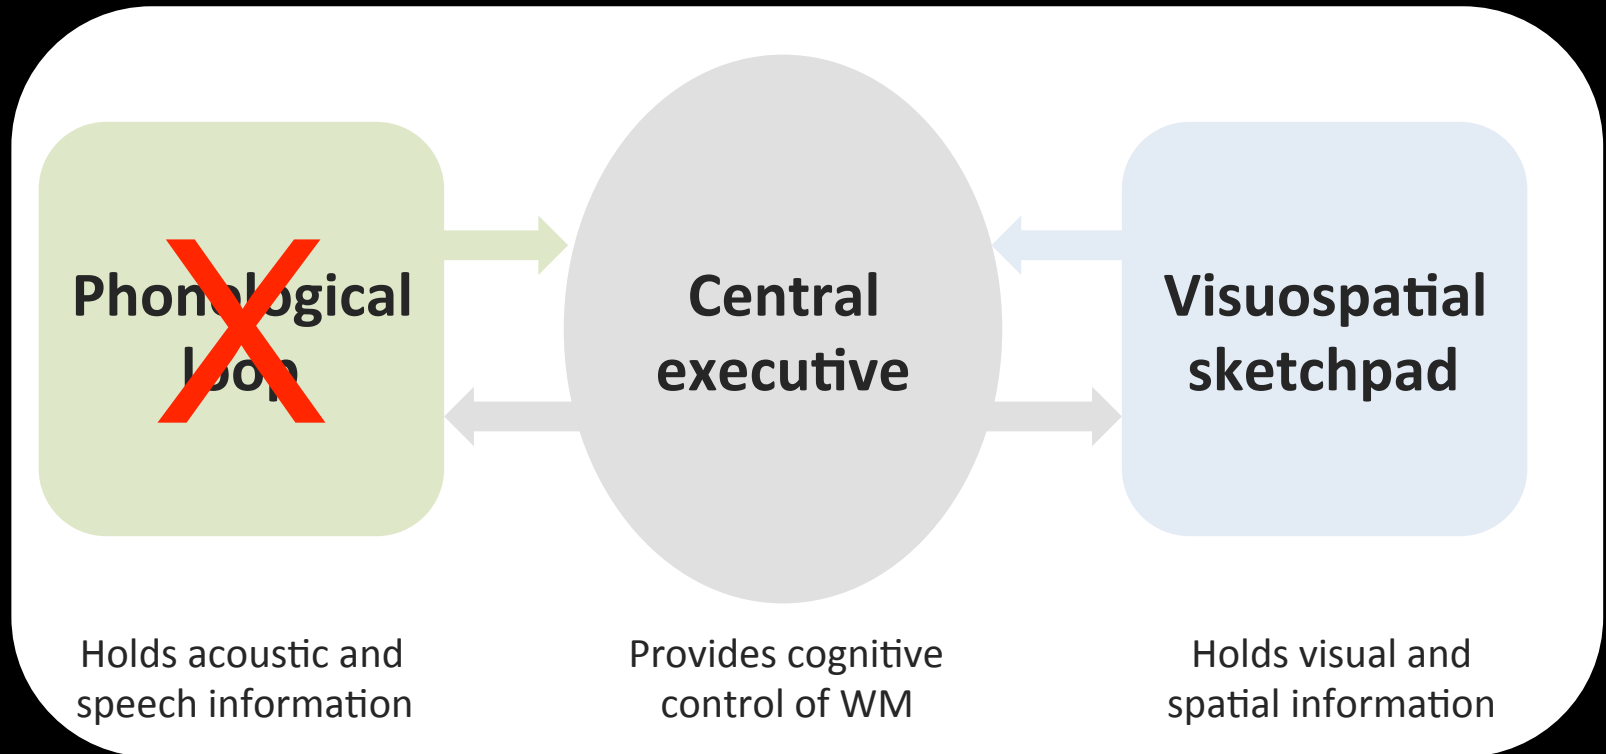 Phonological
loop
X
Central
executive
Visuospatial
sketchpad
Holds acoustic and
speech information
Provides cognitive
control of WM
Holds visual and
spatial information